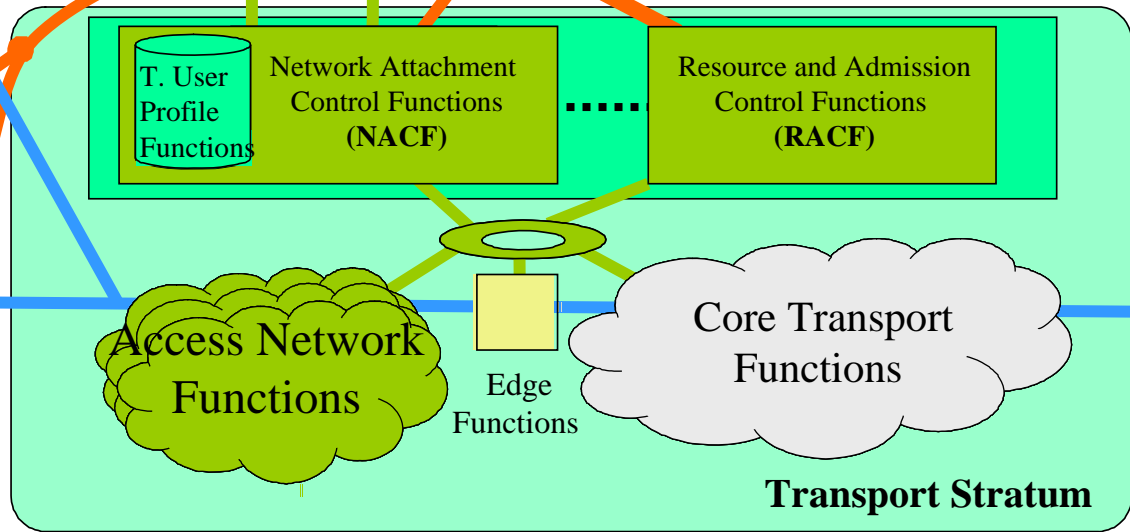 T. User
Profile
Functions
Network Attachment
Control Functions
(NACF)
Resource and Admission
Control Functions
(RACF)
Access Network
Functions
Edge
Functions
Core Transport
Functions
Transport Stratum